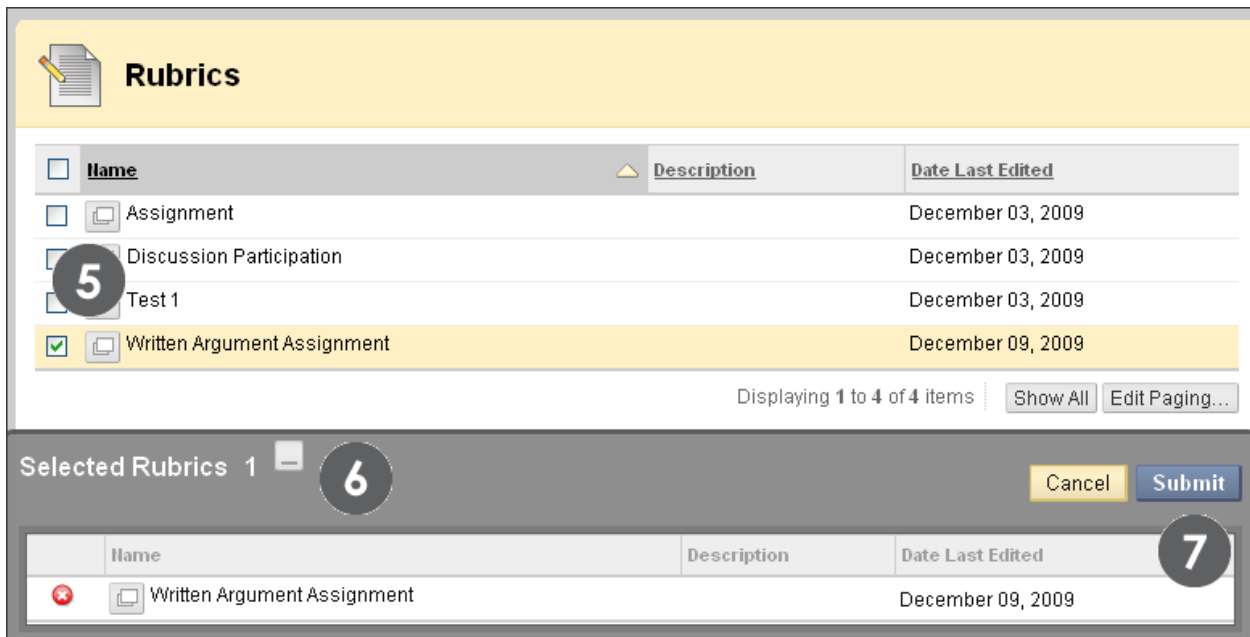 Rubrics
Name Description Date Last Edited
Assignment December 03, 2009
Discussion Participation December 03, 2009
5
Test 1 December 03, 2009
Written Argument Assignment December 09, 2009
Displaying 1 to 4 of 4 items Show All Edit Paging...
Selected Rubrics 1 6
Cancel Submit
7
Name Description Date Last Edited
Written Argument Assignment December 09, 2009